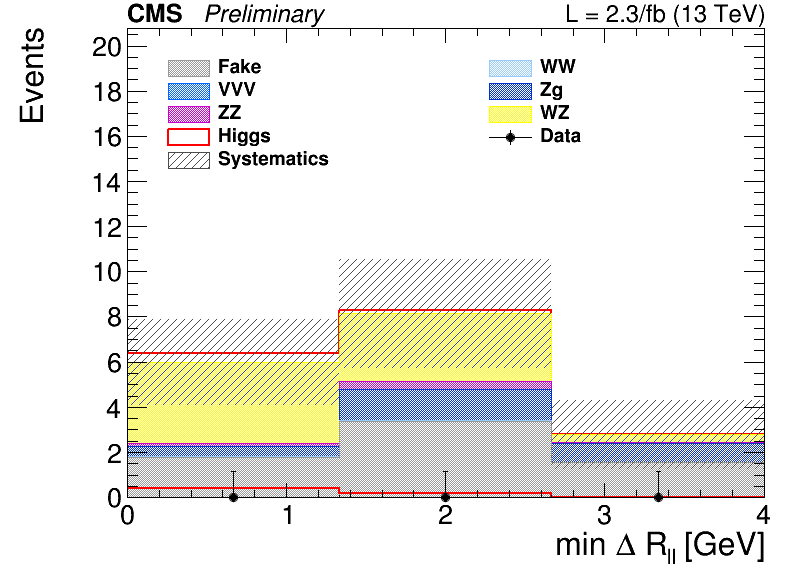 CMS Preliminary L = 2.3/fb (13 TeV)
Events
20
18
16
14
12
10
8
6
4
2
0
Fake WW
VVV Zg
ZZ WZ
Higgs Data
Systematics
0 1 2 3 4
min Δ R_ll [GeV]